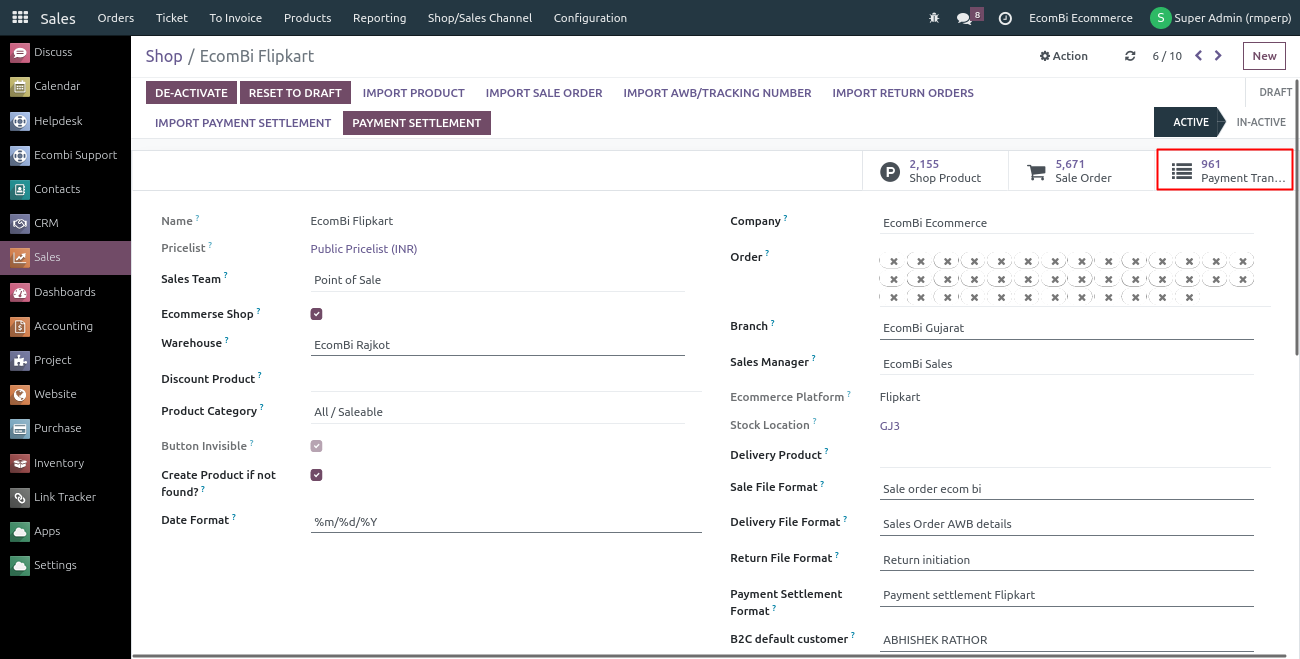 Sales Orders Ticket To Invoice Products Reporting Shop/Sales Channel Configuration 8 EcomBi Ecommerce S Super Admin (rmperp)
Discuss
Calendar
Helpdesk
Ecombi Support
Contacts
CRM
Sales
Dashboards
Accounting
Project
Website
Purchase
Inventory
Link Tracker
Apps
Settings
Shop / EcomBi Flipkart Action 6 / 10 New
DE-ACTIVATE RESET TO DRAFT IMPORT PRODUCT IMPORT SALE ORDER IMPORT AWB/TRACKING NUMBER IMPORT RETURN ORDERS DRAFT
IMPORT PAYMENT SETTLEMENT PAYMENT SETTLEMENT ACTIVE IN-ACTIVE
P 2,155 Shop Product
5,671 Sale Order
961 Payment Tran...
Name ? EcomBi Flipkart
Pricelist ? Public Pricelist (INR)
Sales Team ? Point of Sale
Ecommerse Shop ?
Warehouse ? EcomBi Rajkot
Discount Product ?
Product Category ? All / Saleable
Button Invisible ?
Create Product if not
found? ?
Date Format ? %m/%d/%Y
Company ? EcomBi Ecommerce
Order ?
Branch ? EcomBi Gujarat
Sales Manager ? EcomBi Sales
Ecommerce Platform ? Flipkart
Stock Location ? GJ3
Delivery Product ?
Sale File Format ? Sale order ecom bi
Delivery File Format ? Sales Order AWB details
Return File Format ? Return initiation
Payment Settlement
Format ? Payment settlement Flipkart
B2C default customer ? ABHISHEK RATHOR